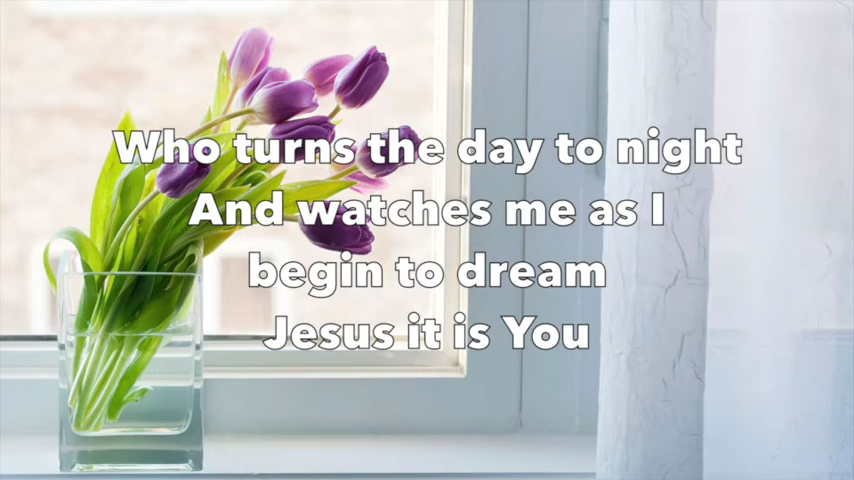 Who turns the day to night
And watches me as I
begin to dream
Jesus it is You